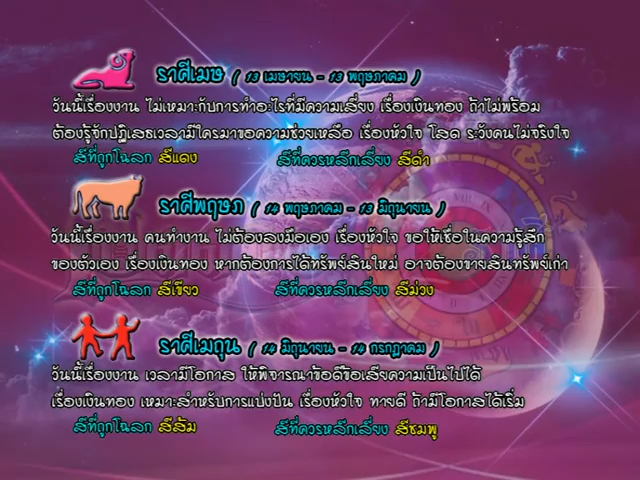 ราศีเมษ ( 13 เมษายน - 13 พฤษภาคม )
วันนี้เรื่องงาน ไม่เหมาะกับการทำอะไรที่มีความเสี่ยง เรื่องเงินทอง ถ้าไม่พร้อม
ต้องรู้จักปฏิเสธเวลามีใครมาขอความช่วยเหลือ เรื่องหัวใจ โสด ระวังคนไม่จริงใจ
สีที่ถูกโฉลก สีแดง สีที่ควรหลีกเลี่ยง สีดำ
ราศีพฤษภ ( 14 พฤษภาคม - 13 มิถุนายน )
วันนี้เรื่องงาน คนทำงาน ไม่ต้องลงมือเอง เรื่องหัวใจ ขอให้เชื่อในความรู้สึก
ของตัวเอง เรื่องเงินทอง หากต้องการได้ทรัพย์สินใหม่ อาจต้องขายสินทรัพย์เก่า
สีที่ถูกโฉลก สีเขียว สีที่ควรหลีกเลี่ยง สีม่วง
ราศีเมถุน ( 14 มิถุนายน - 14 กรกฎาคม )
วันนี้เรื่องงาน เวลามีโอกาส ให้พิจารณาข้อดีข้อเสียความเป็นไปได้
เรื่องเงินทอง เหมาะสำหรับการแบ่งปัน เรื่องหัวใจ ทายดี ถ้ามีโอกาสได้เริ่ม
สีที่ถูกโฉลก สีส้ม สีที่ควรหลีกเลี่ยง สีชมพู